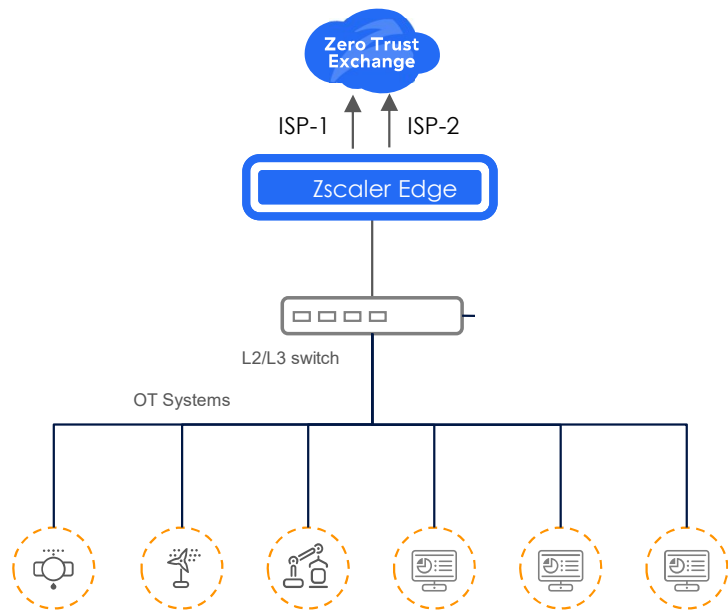 Zero Trust
Exchange
ISP-1
ISP-2
Zscaler Edge
L2/L3 switch
OT Systems